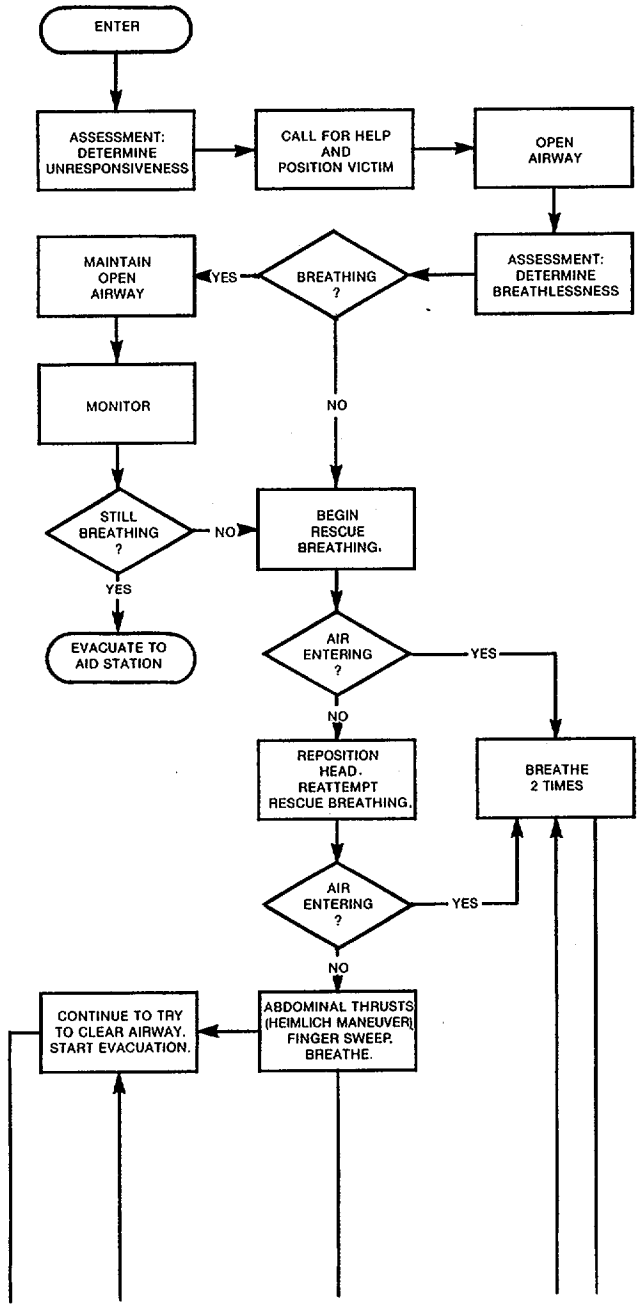 ENTER
ASSESSMENT:
DETERMINE
UNRESPONSIVENESS
CALL FOR HELP
AND
POSITION VICTIM
OPEN
AIRWAY
ASSESSMENT:
DETERMINE
BREATHLESSNESS
BREATHING
?
YES
MAINTAIN
OPEN
AIRWAY
NO
MONITOR
STILL
BREATHING
?
NO
YES
EVACUATE TO
AID STATION
BEGIN
RESCUE
BREATHING.
AIR
ENTERING
?
YES
NO
REPOSITION
HEAD.
REATTEMPT
RESCUE BREATHING.
BREATHE
2 TIMES
AIR
ENTERING
?
YES
NO
ABDOMINAL THRUSTS
(HEIMLICH MANEUVER),
FINGER SWEEP.
BREATHE.
CONTINUE TO TRY
TO CLEAR AIRWAY.
START EVACUATION.